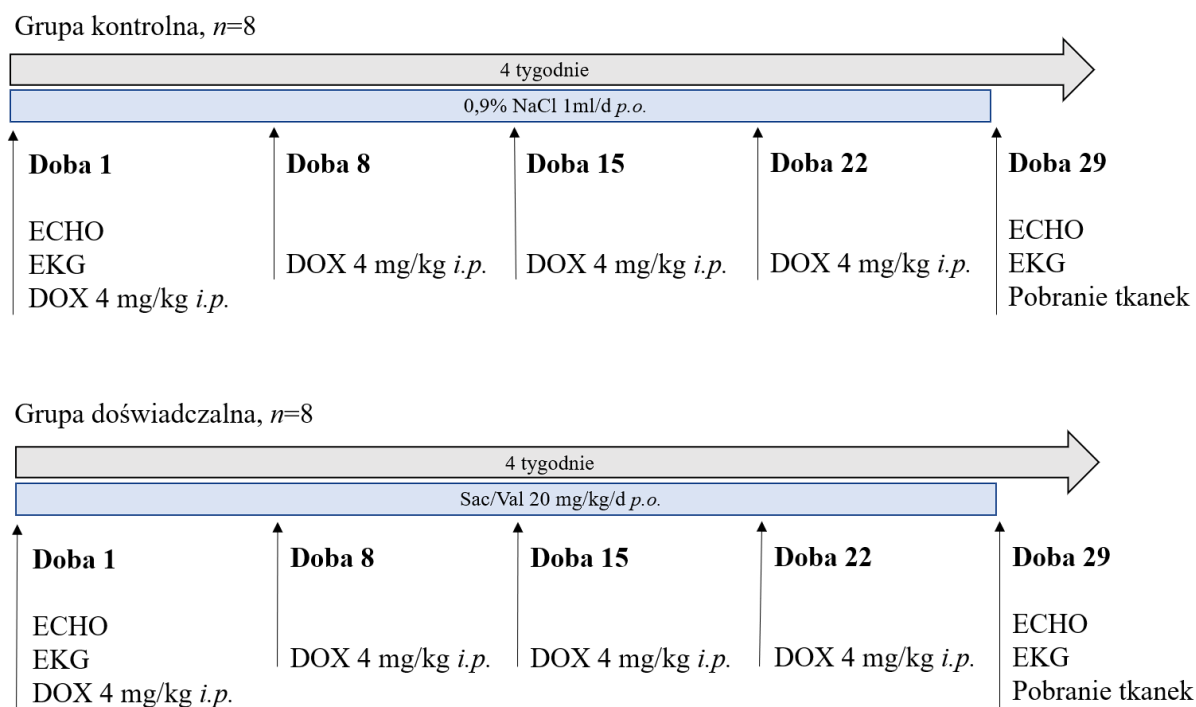 Grupa kontrolna, n=8
4 tygodnie
0,9% NaCl 1ml/d p.o.
Doba 1
Doba 8
Doba 15
Doba 22
Doba 29
ECHO
EKG
DOX 4 mg/kg i.p.
DOX 4 mg/kg i.p.
DOX 4 mg/kg i.p.
DOX 4 mg/kg i.p.
ECHO
EKG
Pobranie tkanek
Grupa doświadczalna, n=8
4 tygodnie
Sac/Val 20 mg/kg/d p.o.
Doba 1
Doba 8
Doba 15
Doba 22
Doba 29
ECHO
EKG
DOX 4 mg/kg i.p.
DOX 4 mg/kg i.p.
DOX 4 mg/kg i.p.
DOX 4 mg/kg i.p.
ECHO
EKG
Pobranie tkanek